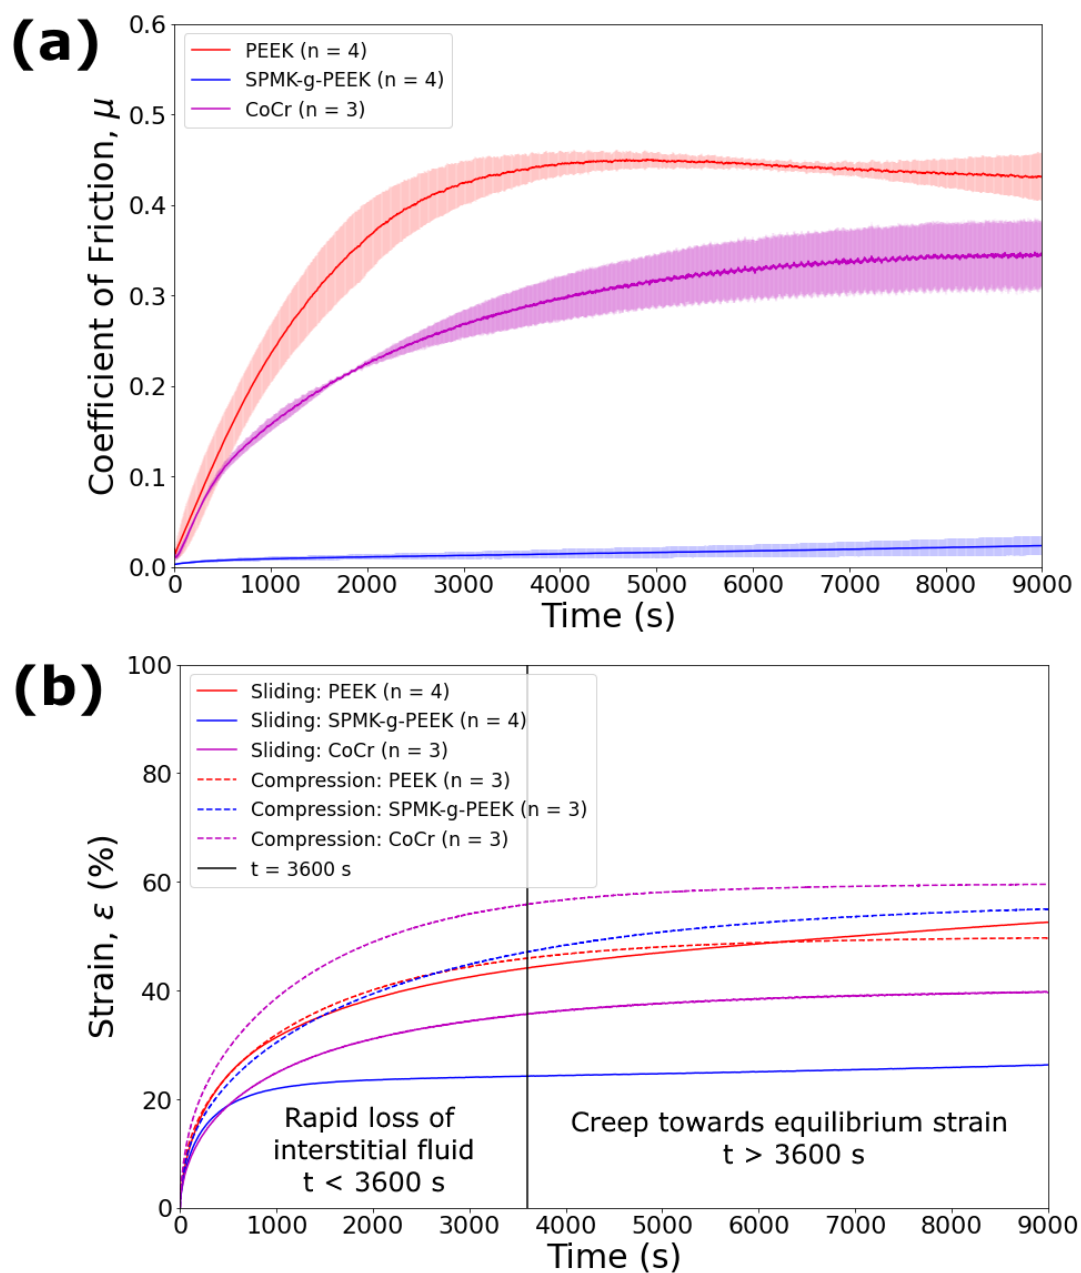 (a)
0.6
0.5
0.4
0.3
0.2
0.1
0.0
Coefficient of Friction, μ
PEEK (n = 4)
SPMK-g-PEEK (n = 4)
CoCr (n = 3)
0 1000 2000 3000 4000 5000 6000 7000 8000 9000
Time (s)
(b)
100
80
60
40
20
0
Strain, ε (%)
Sliding: PEEK (n = 4)
Sliding: SPMK-g-PEEK (n = 4)
Sliding: CoCr (n = 3)
Compression: PEEK (n = 3)
Compression: SPMK-g-PEEK (n = 3)
Compression: CoCr (n = 3)
t = 3600 s
Rapid loss of
interstitial fluid
t < 3600 s
Creep towards equilibrium strain
t > 3600 s
0 1000 2000 3000 4000 5000 6000 7000 8000 9000
Time (s)